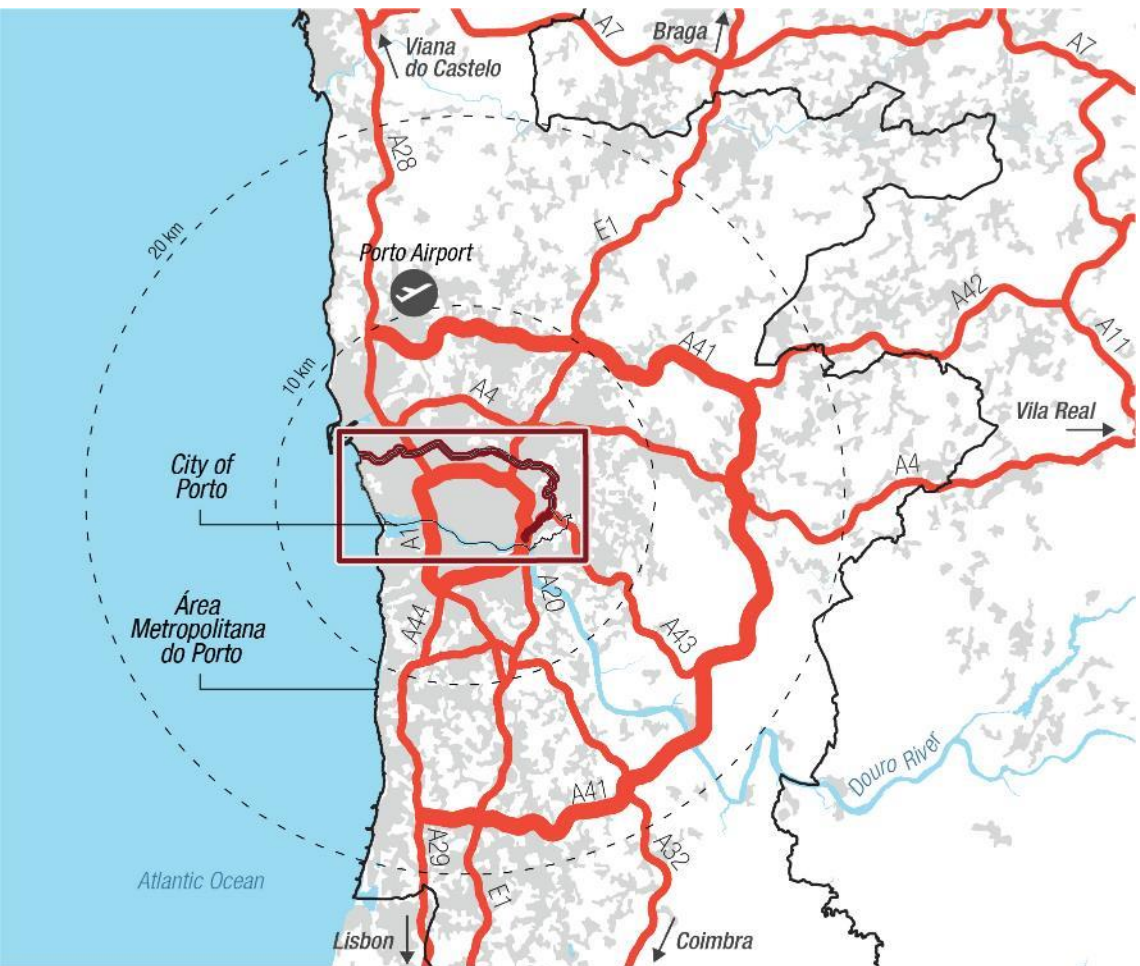 A7
Braga
Viana
do Castelo
A7
A28
20 km
E1
Porto Airport
A42
10 km
A41
A11
A4
Vila Real
City of
Porto
A4
A1
A20
Área
Metropolitana
do Porto
A44
A43
Douro River
A41
A32
A29
E1
Atlantic Ocean
Lisbon
Coimbra